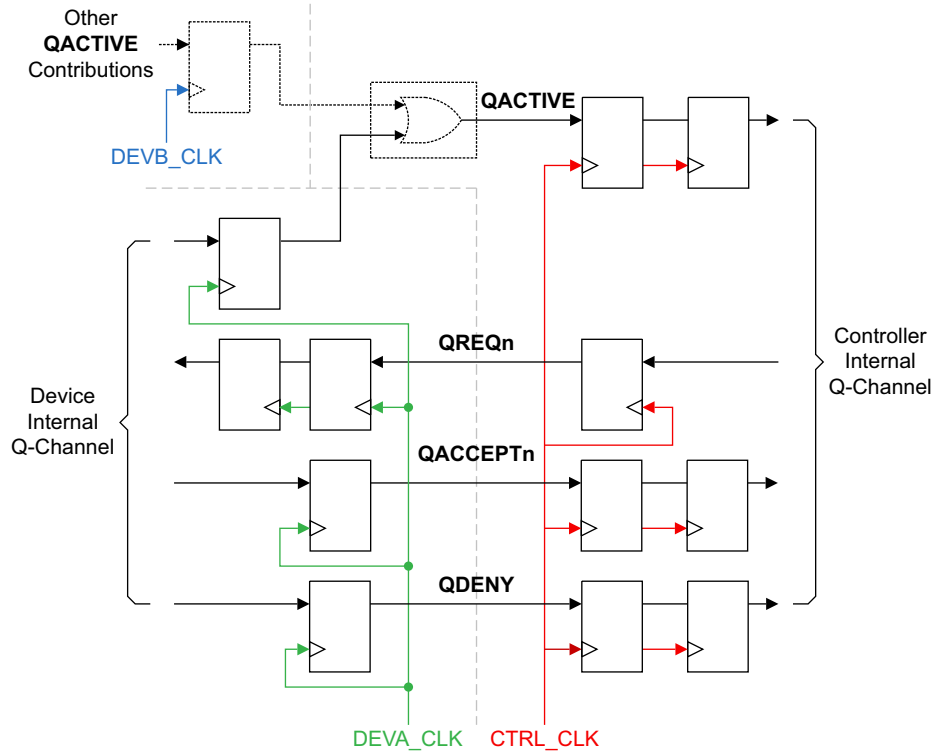 Other
QACTIVE
Contributions
QACTIVE
DEVB_CLK
QREQn
Controller
Internal
Q-Channel
Device
Internal
Q-Channel
QACCEPTn
QDENY
DEVA_CLK
CTRL_CLK